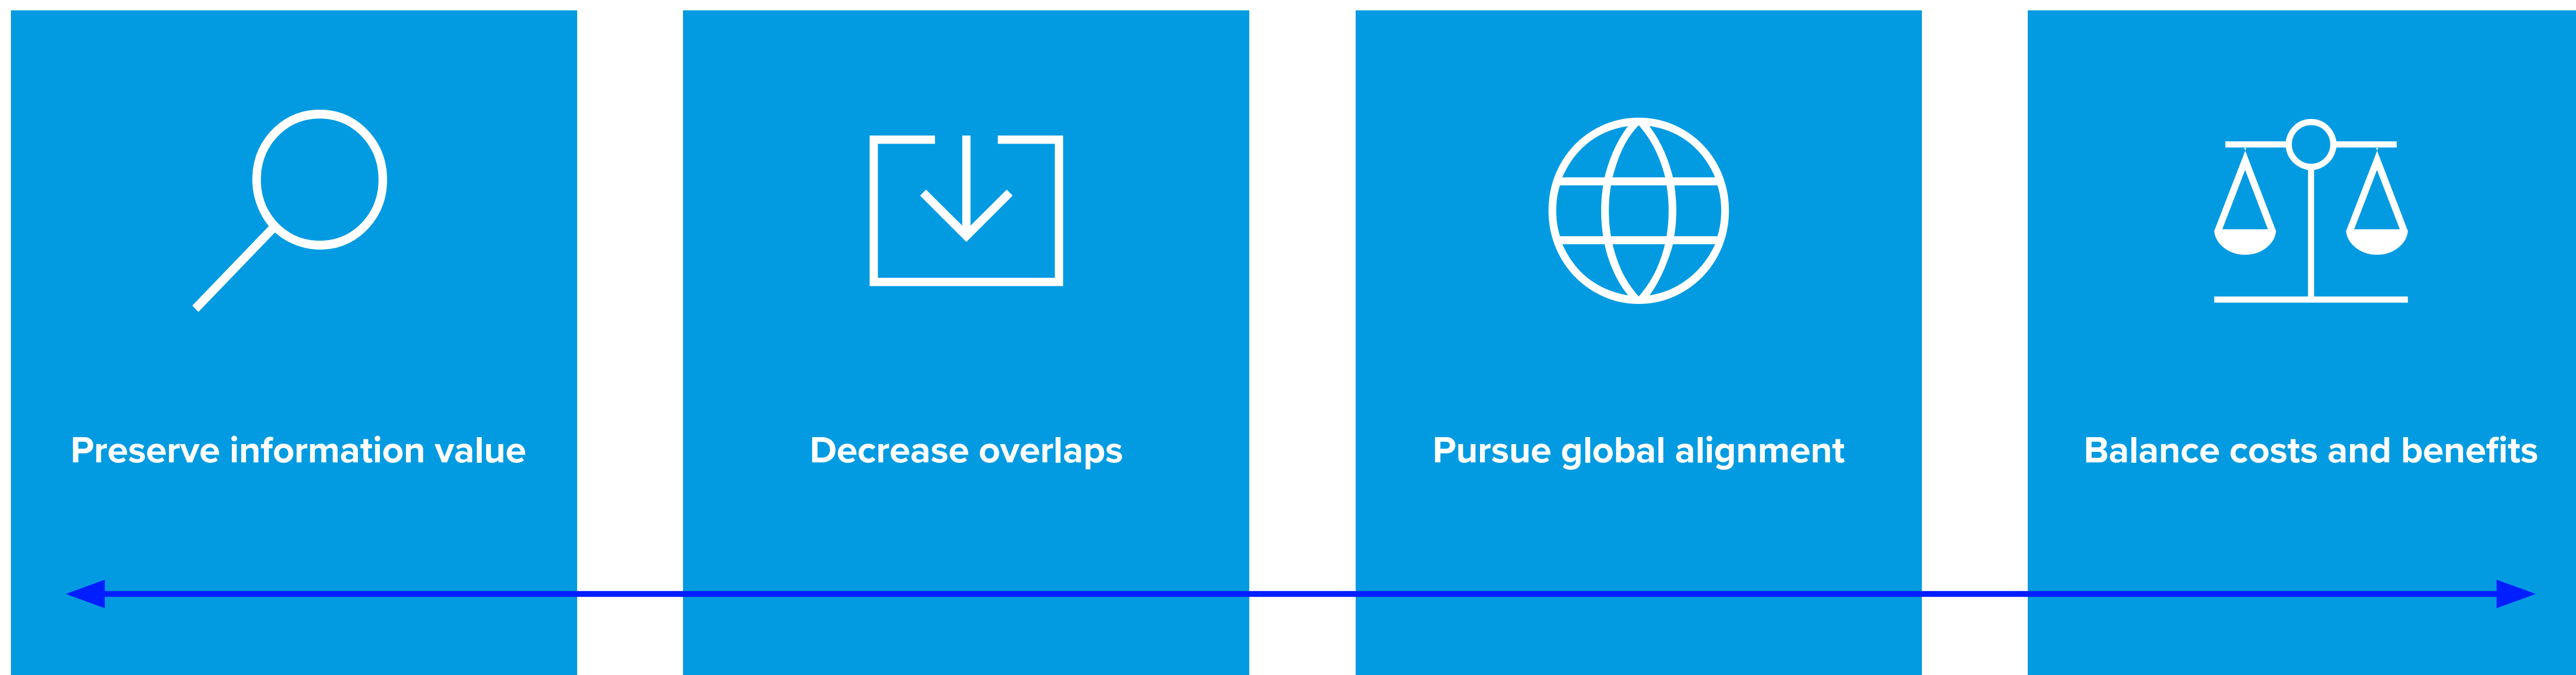 Preserve information value
Decrease overlaps
Pursue global alignment
Balance costs and benefits